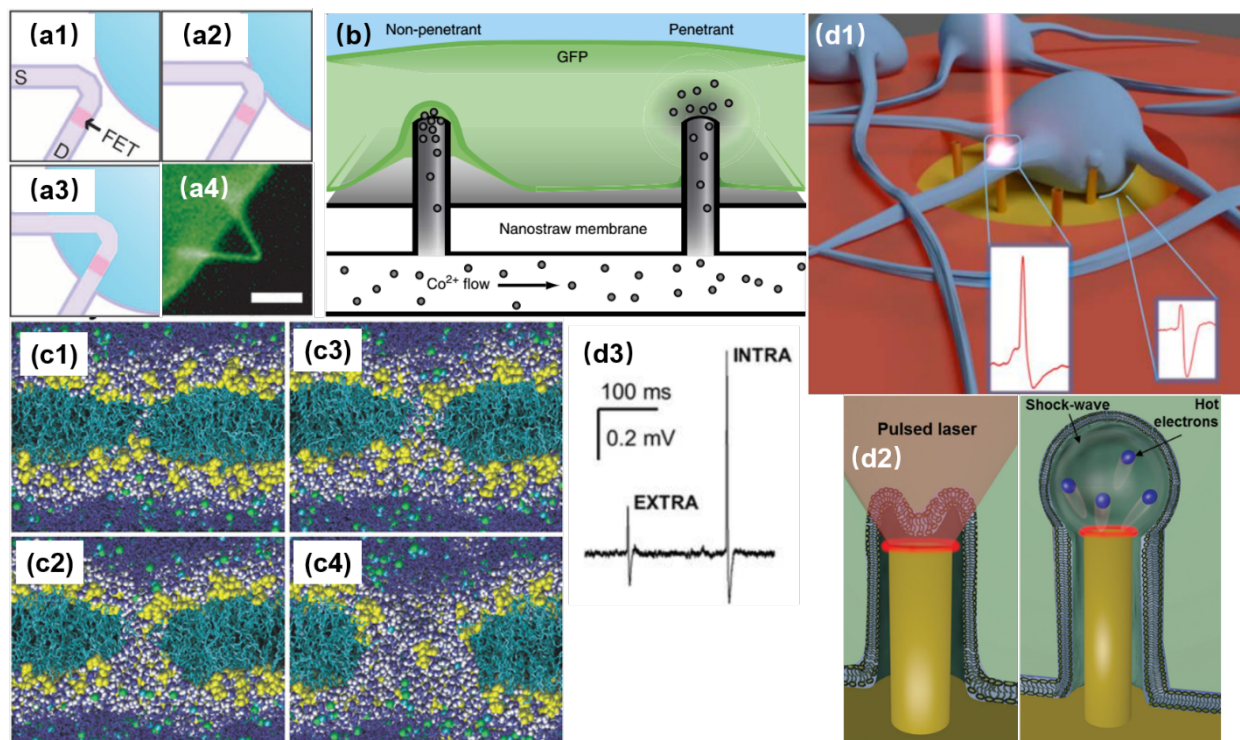 (a1)
S
FET
D
(a2)
(a3)
(a4)
(b)
Non-penetrant
Penetrant
GFP
Nanostraw membrane
Co²⁺ flow
(c1)
(c3)
(c2)
(c4)
(d3)
INTRA
100 ms
0.2 mV
EXTRA
(d1)
Pulsed laser
(d2)
Shock-wave
Hot
electrons